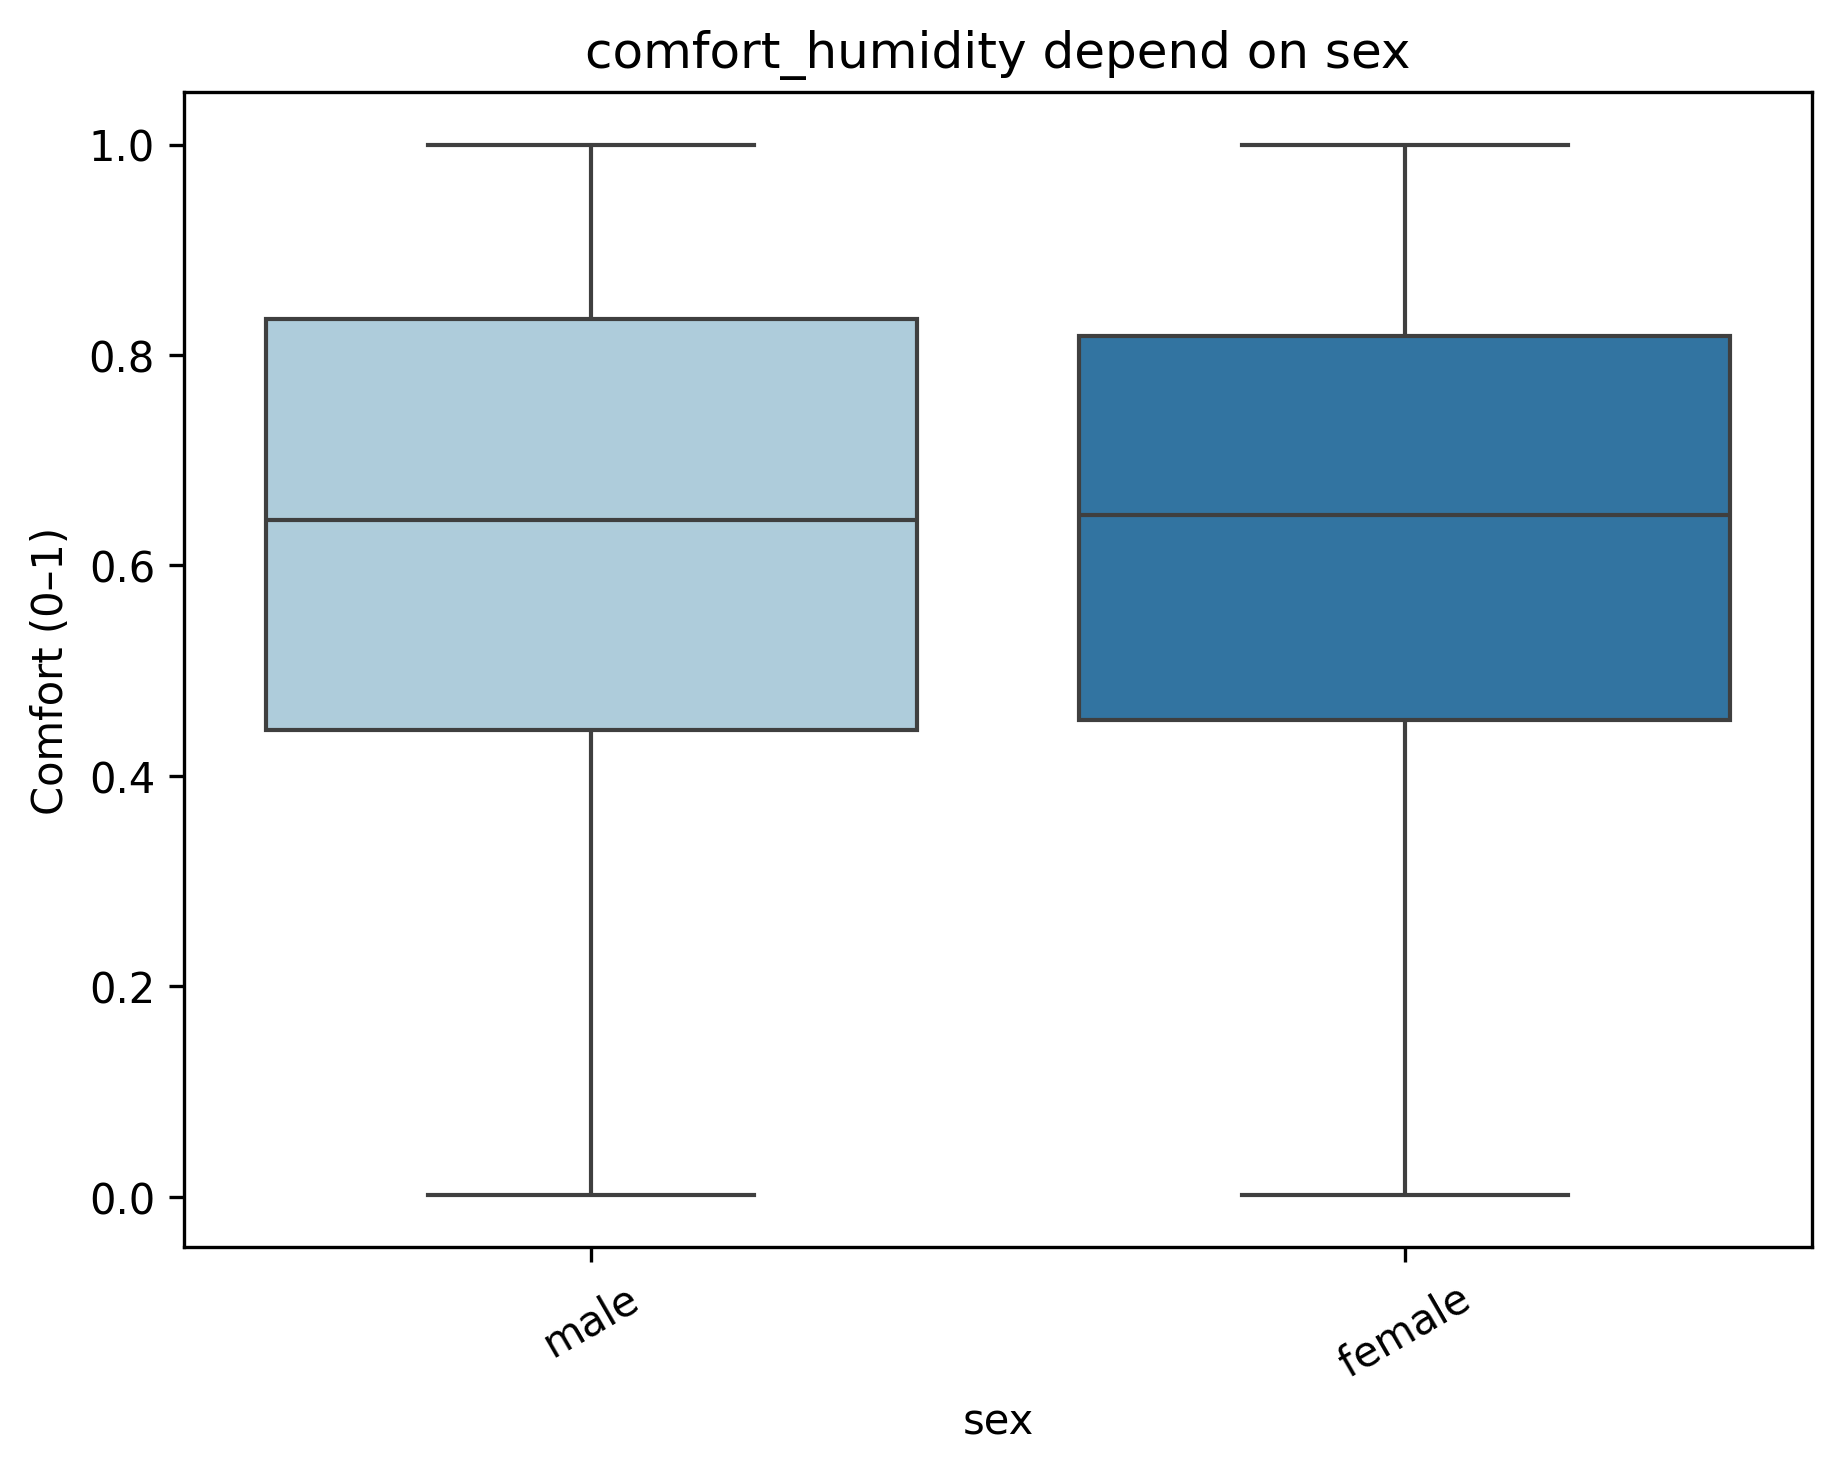 comfort_humidity depend on sex
Comfort (0–1)
1.0
0.8
0.6
0.4
0.2
0.0
male
female
sex